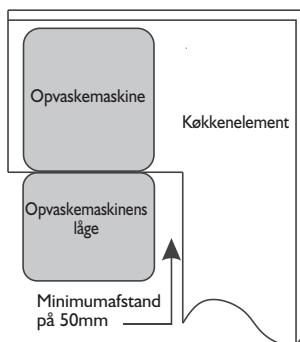 Opvaskemaskine
Køkkenelement
Opvaskemaskinens
låge
Minimumafstand
på 50mm